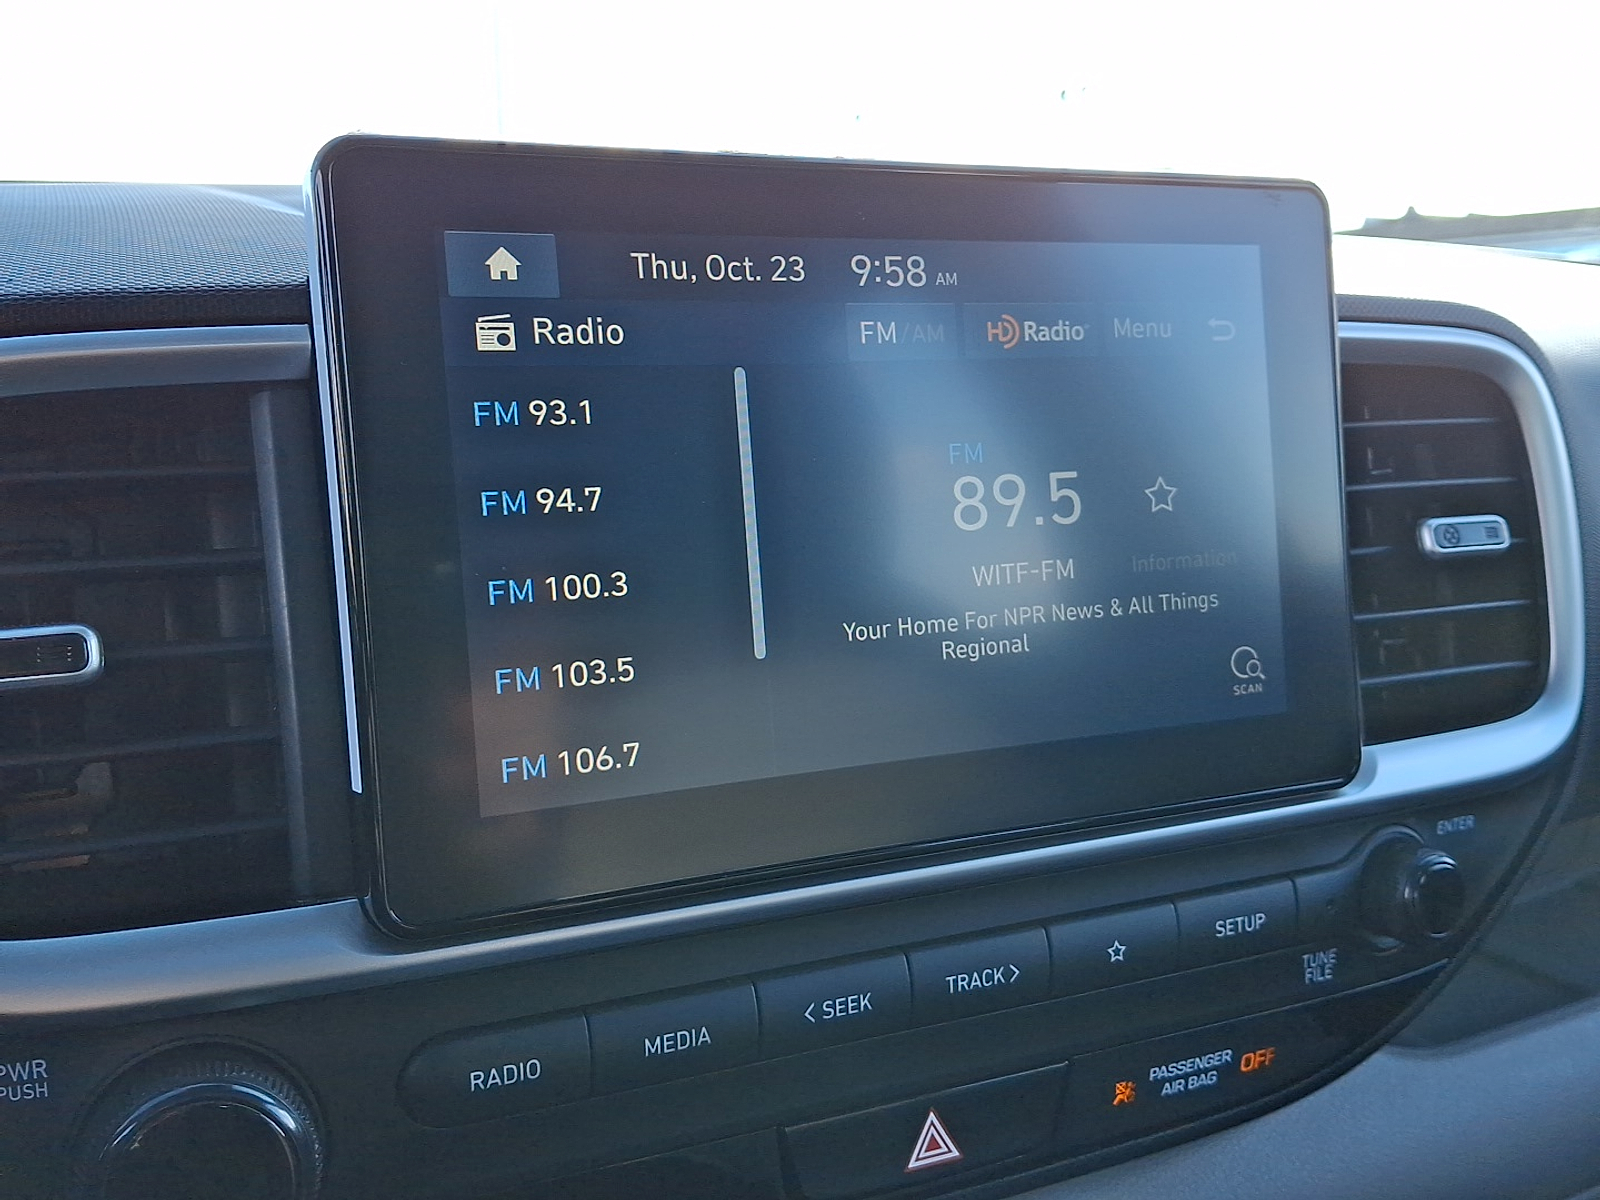 Thu, Oct. 23 9:58 AM
Radio FM/AM HD Radio Menu
FM 93.1
FM 94.7
FM 100.3
FM 103.5
FM 106.7
FM
89.5
WITF-FM Information
Your Home For NPR News & All Things
Regional
SCAN
ENTER
TUNE
FILE
PWR
PUSH
RADIO MEDIA < SEEK TRACK > SETUP
PASSENGER
AIR BAG OFF